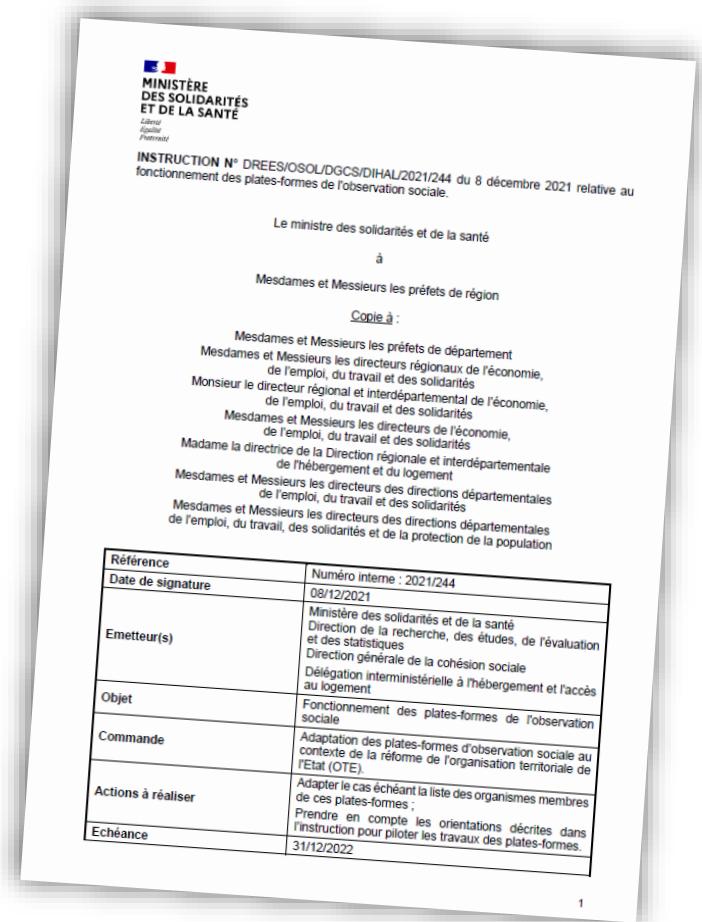 MINISTÈRE
DES SOLIDARITÉS
ET DE LA SANTÉ
Liberté
Égalité
Fraternité
INSTRUCTION N° DREES/OSOL/DGCS/DIHAL/2021/244 du 8 décembre 2021 relative au
fonctionnement des plates-formes de l'observation sociale.
Le ministre des solidarités et de la santé
à
Mesdames et Messieurs les préfets de région
Copie à :
Mesdames et Messieurs les préfets de département
Mesdames et Messieurs les directeurs régionaux de l'économie,
de l'emploi, du travail et des solidarités
Monsieur le directeur régional et interdépartemental de l'économie,
de l'emploi, du travail et des solidarités
Mesdames et Messieurs les directeurs de l'économie,
de l'emploi, du travail et des solidarités
Madame la directrice de la Direction régionale et interdépartementale
de l'hébergement et du logement
Mesdames et Messieurs les directeurs des directions départementales
de l'emploi, du travail et des solidarités
Mesdames et Messieurs les directeurs des directions départementales
de l'emploi, du travail, des solidarités et de la protection de la population
Référence
Numéro interne : 2021/244
Date de signature
08/12/2021
Emetteur(s)
Ministère des solidarités et de la santé
Direction de la recherche, des études, de l'évaluation
et des statistiques
Direction générale de la cohésion sociale
Délégation interministérielle à l'hébergement et l'accès
au logement
Objet
Fonctionnement des plates-formes de l'observation
sociale
Commande
Adaptation des plates-formes d'observation sociale au
contexte de la réforme de l'organisation territoriale de
l'Etat (OTE).
Actions à réaliser
Adapter le cas échéant la liste des organismes membres
de ces plates-formes ;
Prendre en compte les orientations décrites dans
l'instruction pour piloter les travaux des plates-formes.
Echéance
31/12/2022
1